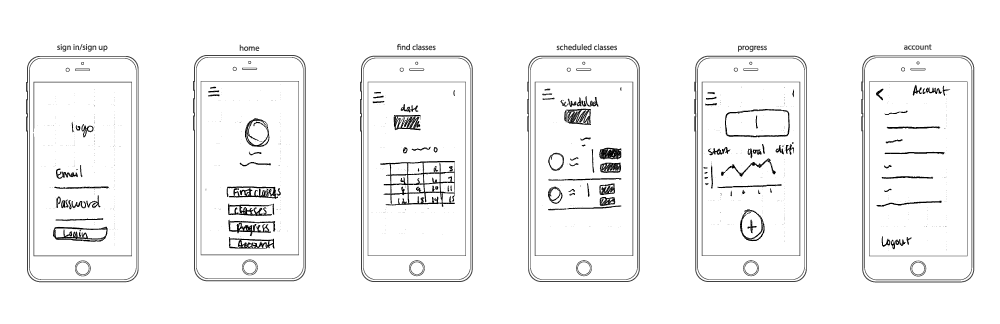 sign in/sign up
logo
Email
Password
Login
home
Find classes
classes
Progress
Account
find classes
date
1 2 3
4 5 6 7
8 9 10 11
12 13 14 15
scheduled classes
scheduled
progress
start goal diffi
+
account
< Account
Logout